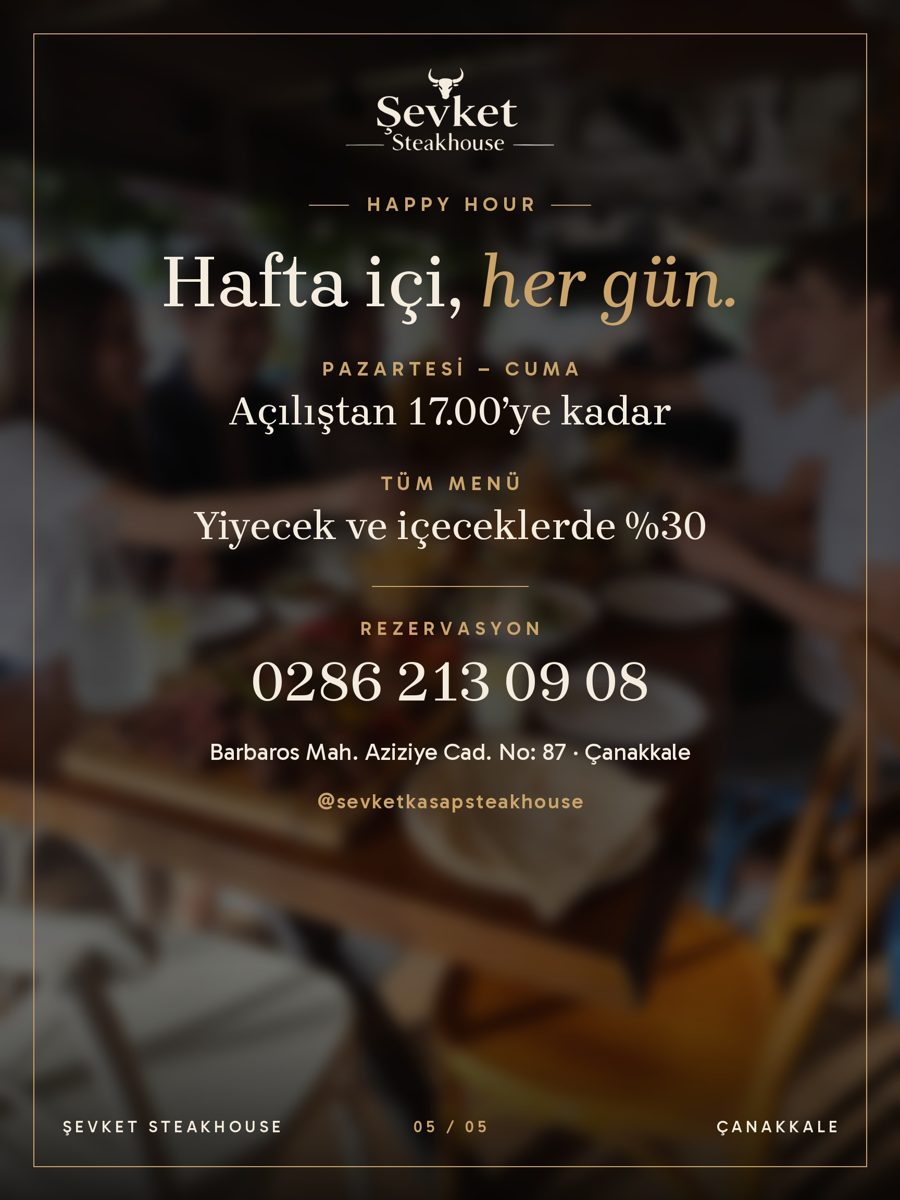 Şevket
Steakhouse
HAPPY HOUR
Hafta içi, her gün.
PAZARTESİ – CUMA
Açılıştan 17.00’ye kadar
TÜM MENÜ
Yiyecek ve içeceklerde %30
REZERVASYON
0286 213 09 08
Barbaros Mah. Aziziye Cad. No: 87 · Çanakkale
@sevketkasapsteakhouse
ŞEVKET STEAKHOUSE
05 / 05
ÇANAKKALE